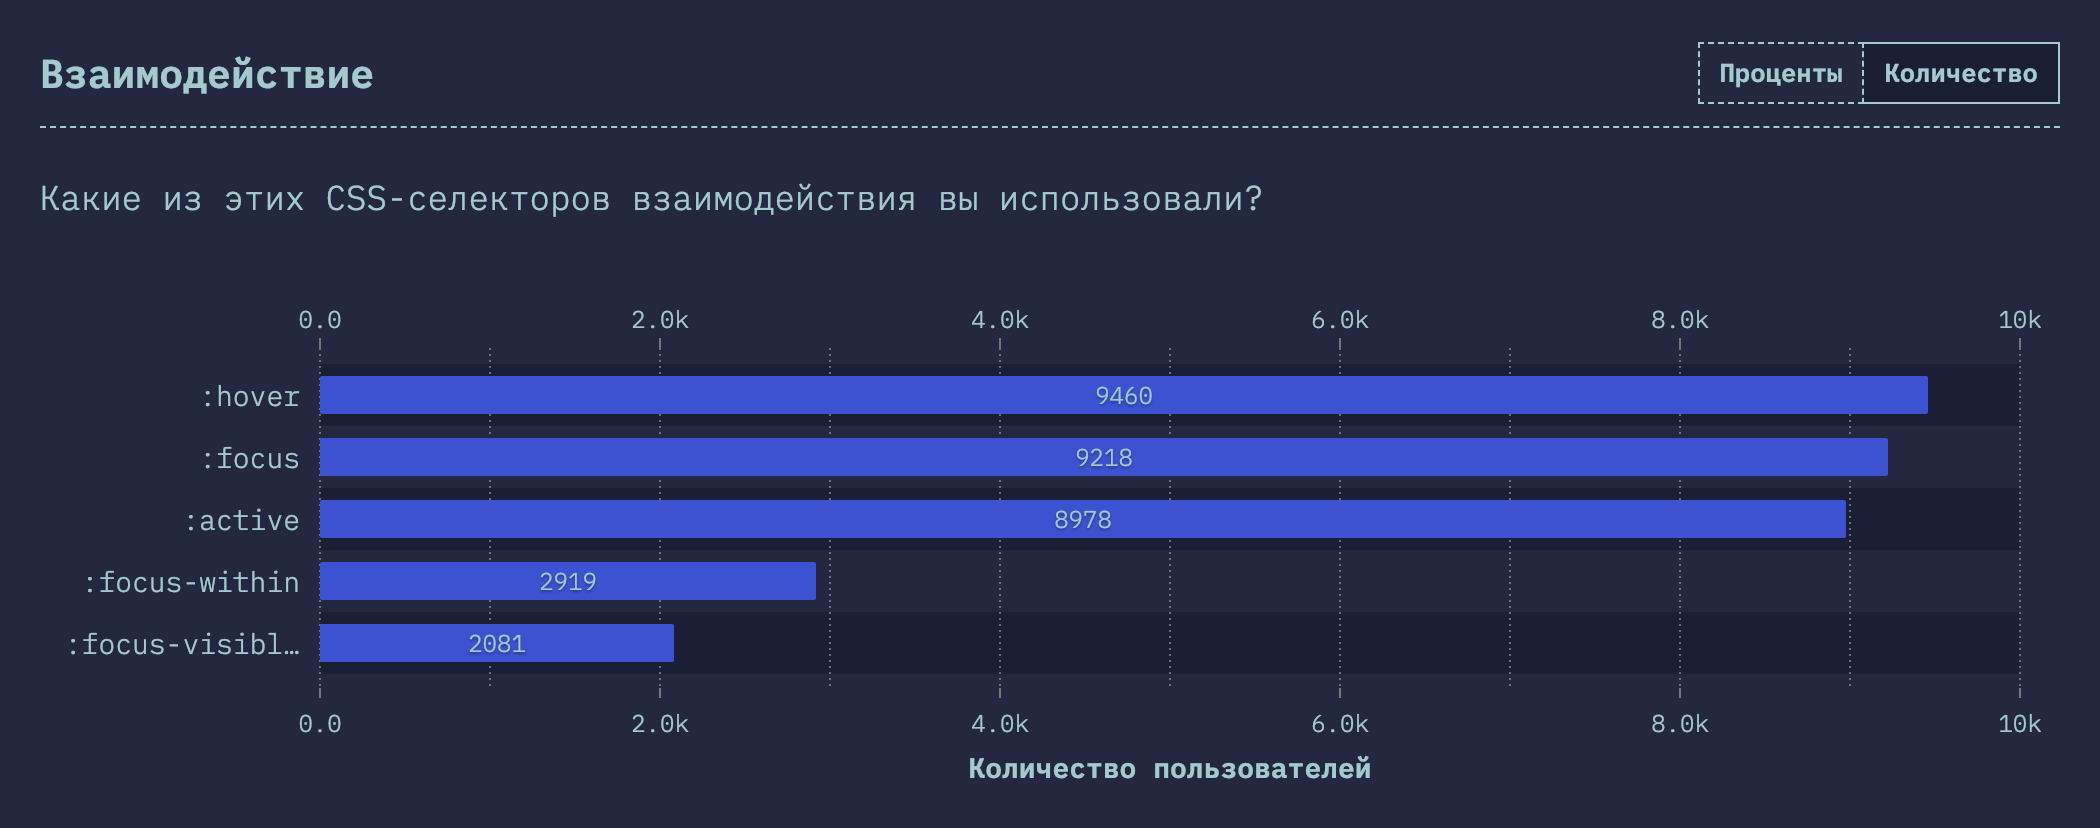 Взаимодействие
Проценты Количество
Какие из этих CSS-селекторов взаимодействия вы использовали?
0.0 2.0k 4.0k 6.0k 8.0k 10k
:hover 9460
:focus 9218
:active 8978
:focus-within 2919
:focus-visibl… 2081
0.0 2.0k 4.0k 6.0k 8.0k 10k
Количество пользователей